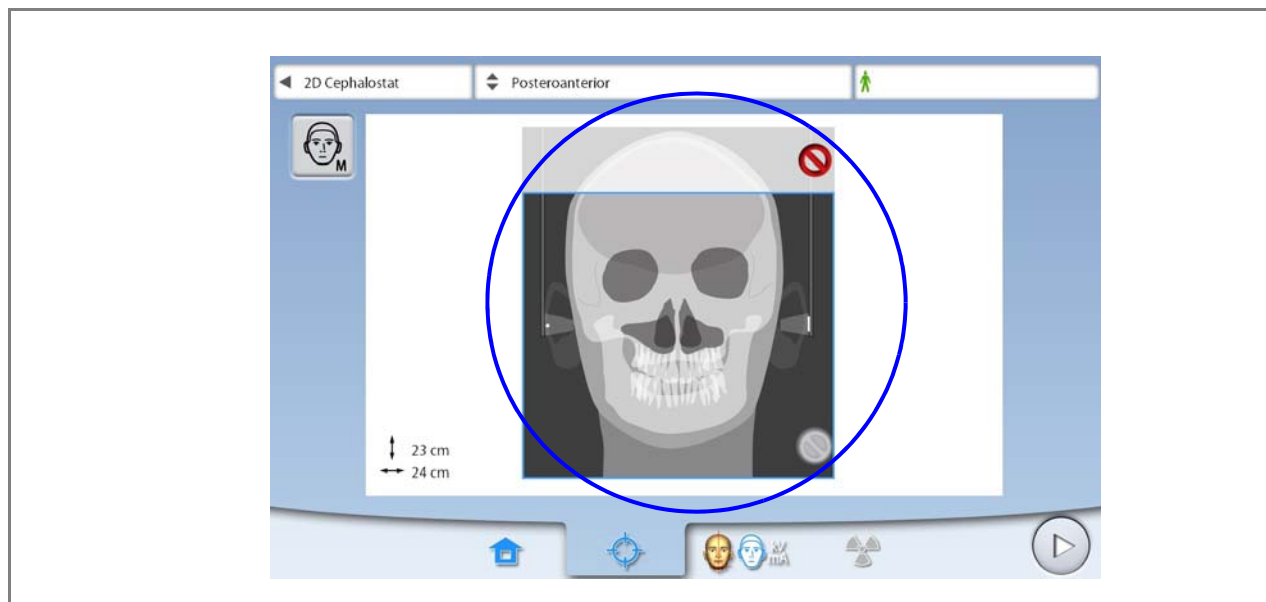 2D Cephalostat
Posteroanterior
M
23 cm
24 cm
kV
mA